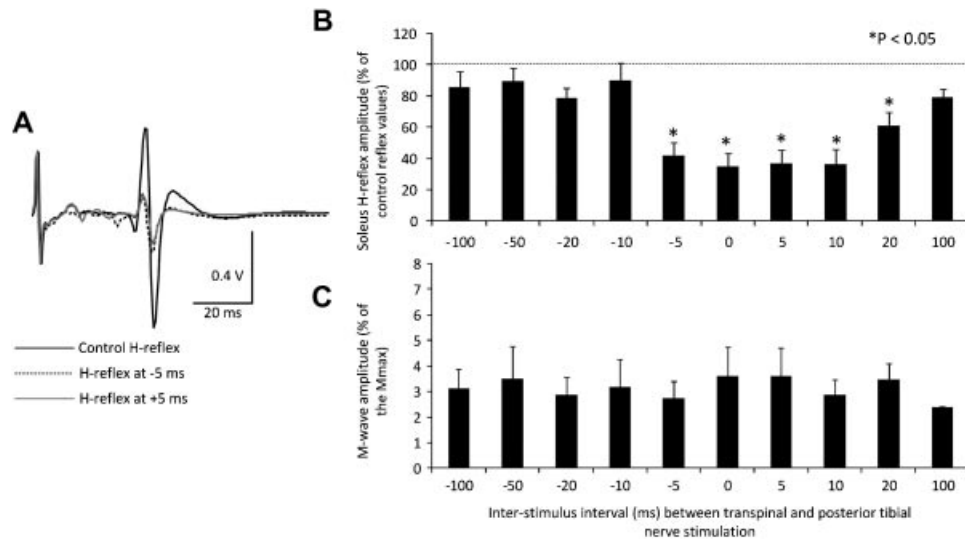 A
0.4 V
20 ms
Control H-reflex
H-reflex at -5 ms
H-reflex at +5 ms
B
*P < 0.05
Soleus H-reflex amplitude (% of
control reflex values)
120
100
80
60
40
20
0
* * * * *
-100 -50 -20 -10 -5 0 5 10 20 100
C
M-wave amplitude (% of
the Mmax)
8
7
6
5
4
3
2
1
0
-100 -50 -20 -10 -5 0 5 10 20 100
Inter-stimulus interval (ms) between transpinal and posterior tibial
nerve stimulation